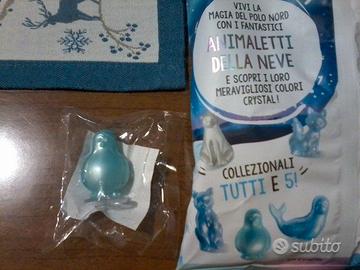 VIVI LA
MAGIA DEL POLO NORD
CON I FANTASTICI
ANIMALETTI
DELLA NEVE
E SCOPRI I LORO
MERAVIGLIOSI COLORI
CRYSTAL!
COLLEZIONALI
TUTTI E 5!
subito